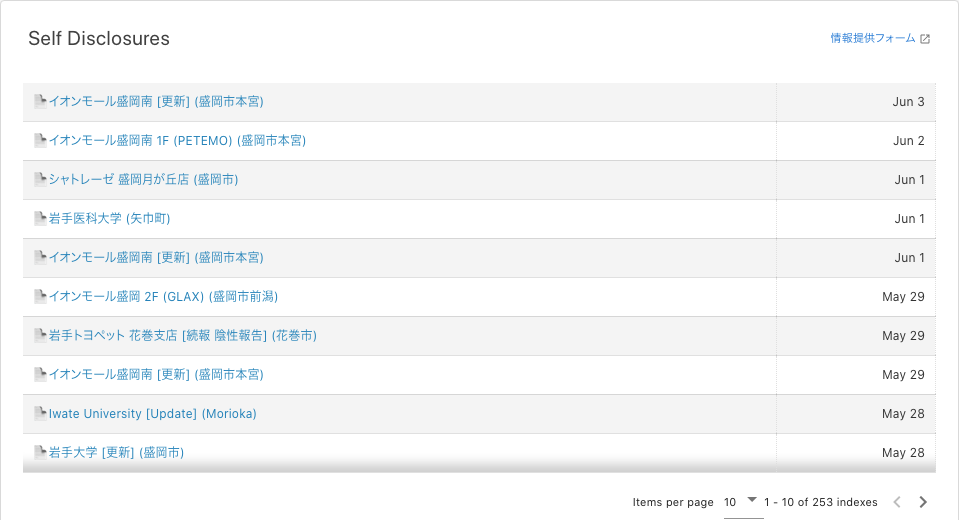 Self Disclosures
情報提供フォーム
イオンモール盛岡南 [更新] (盛岡市本宮) Jun 3
イオンモール盛岡南 1F (PETEMO) (盛岡市本宮) Jun 2
シャトレーゼ 盛岡月が丘店 (盛岡市) Jun 1
岩手医科大学 (矢巾町) Jun 1
イオンモール盛岡南 [更新] (盛岡市本宮) Jun 1
イオンモール盛岡 2F (GLAX) (盛岡市前潟) May 29
岩手トヨペット 花巻支店 [続報 陰性報告] (花巻市) May 29
イオンモール盛岡南 [更新] (盛岡市本宮) May 29
Iwate University [Update] (Morioka) May 28
岩手大学 [更新] (盛岡市) May 28
Items per page 10 1 - 10 of 253 indexes